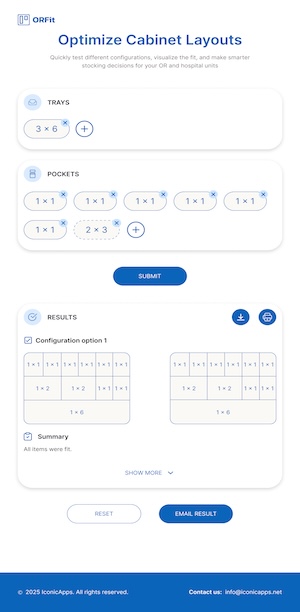 ORFit
Optimize Cabinet Layouts
Quickly test different configurations, visualize the fit, and make smarter
stocking decisions for your OR and hospital units
TRAYS
3 × 6
POCKETS
1 × 1 1 × 1 1 × 1 1 × 1 1 × 1
1 × 1 2 × 3
SUBMIT
RESULTS
Configuration option 1
1 × 1 1 × 1 1 × 1 1 × 1 1 × 1 1 × 1 1 × 1 1 × 1 1 × 1 1 × 1 1 × 1 1 × 1
1 × 2 1 × 2 1 × 1 1 × 1 1 × 2 1 × 2 1 × 1 1 × 1
1 × 6 1 × 6
Summary
All items were fit.
SHOW MORE
RESET EMAIL RESULT
© 2025 IconicApps. All rights reserved. Contact us: info@iconicapps.net